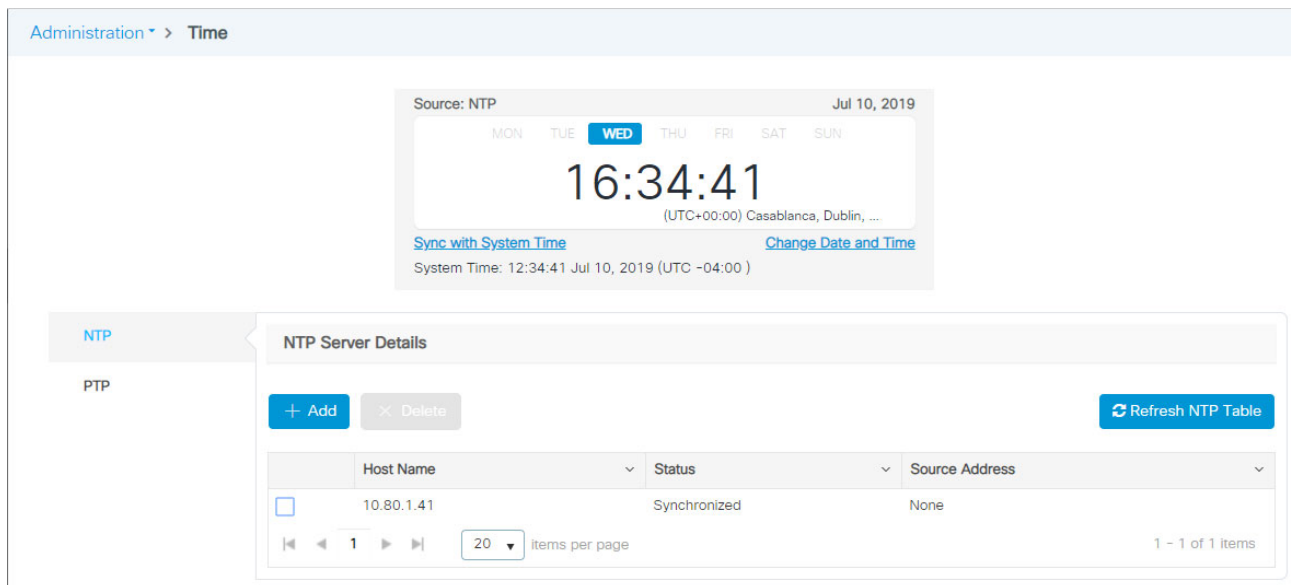 Administration > Time
Source: NTP Jul 10, 2019
MON TUE WED THU FRI SAT SUN
16:34:41
(UTC+00:00) Casablanca, Dublin, ...
Sync with System Time Change Date and Time
System Time: 12:34:41 Jul 10, 2019 (UTC -04:00 )
NTP
NTP Server Details
PTP
+ Add × Delete Refresh NTP Table
Host Name Status Source Address
10.80.1.41 Synchronized None
1 20 items per page 1 - 1 of 1 items